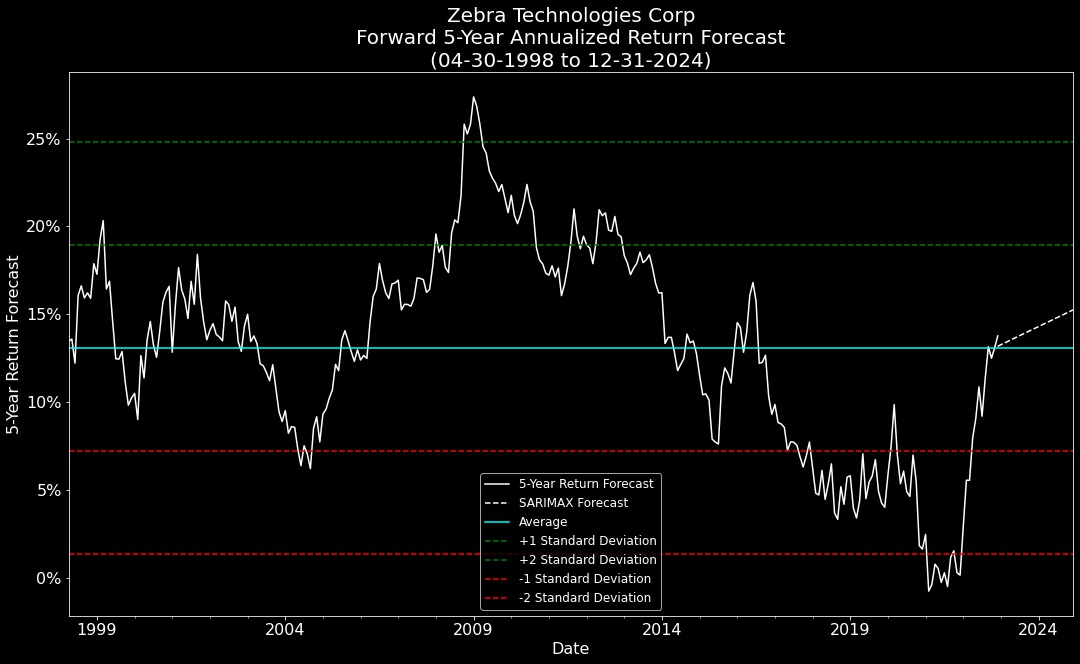 Zebra Technologies Corp
Forward 5-Year Annualized Return Forecast
(04-30-1998 to 12-31-2024)
5-Year Return Forecast
25%
20%
15%
10%
5%
0%
5-Year Return Forecast
SARIMAX Forecast
Average
+1 Standard Deviation
+2 Standard Deviation
-1 Standard Deviation
-2 Standard Deviation
1999 2004 2009 2014 2019 2024
Date